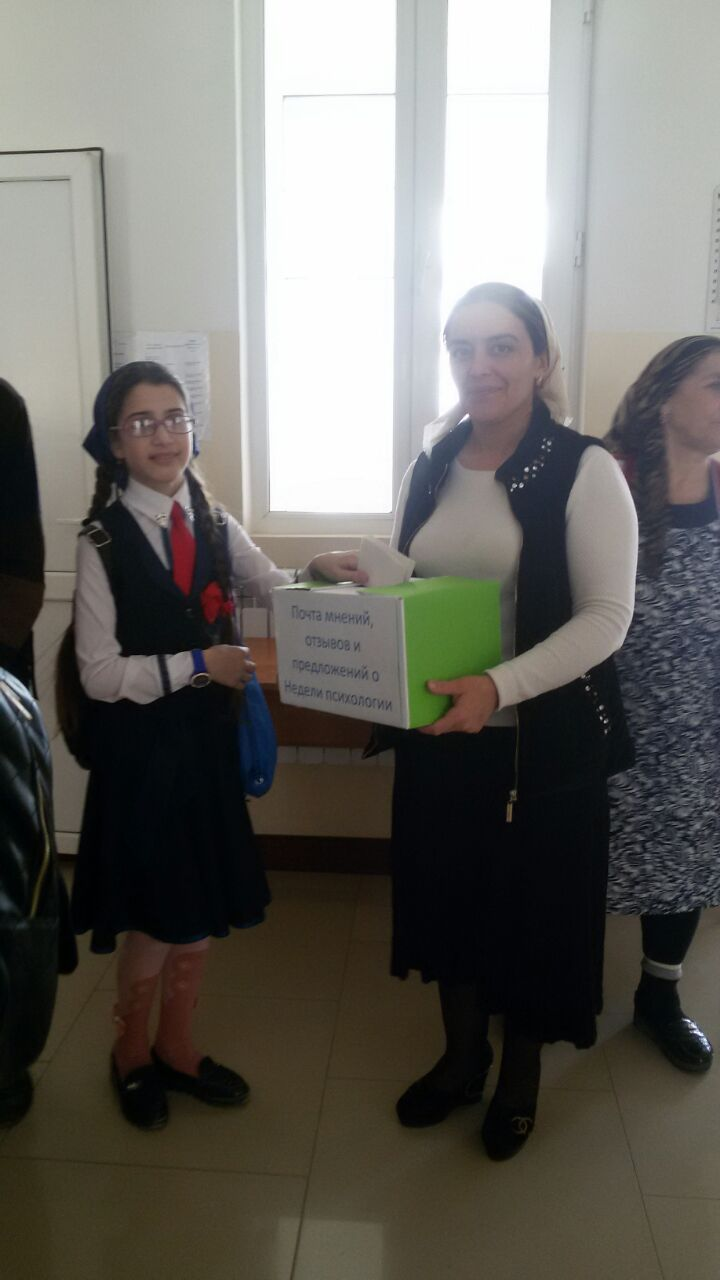 Почта мнений,
отзывов и
предложений о
Недели психологии